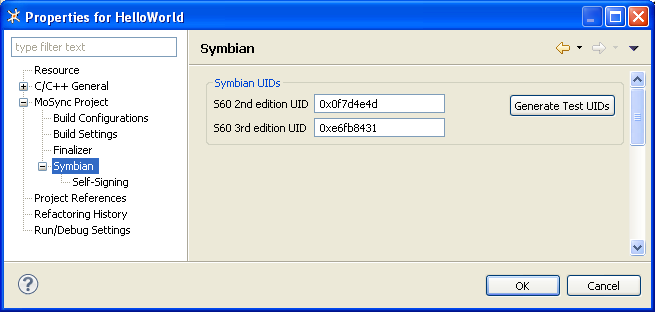 Properties for HelloWorld
type filter text
Resource
C/C++ General
MoSync Project
Build Configurations
Build Settings
Finalizer
Symbian
Self-Signing
Project References
Refactoring History
Run/Debug Settings
Symbian
Symbian UIDs
S60 2nd edition UID 0x0f7d4e4d
S60 3rd edition UID 0xe6fb8431
Generate Test UIDs
?
OK Cancel